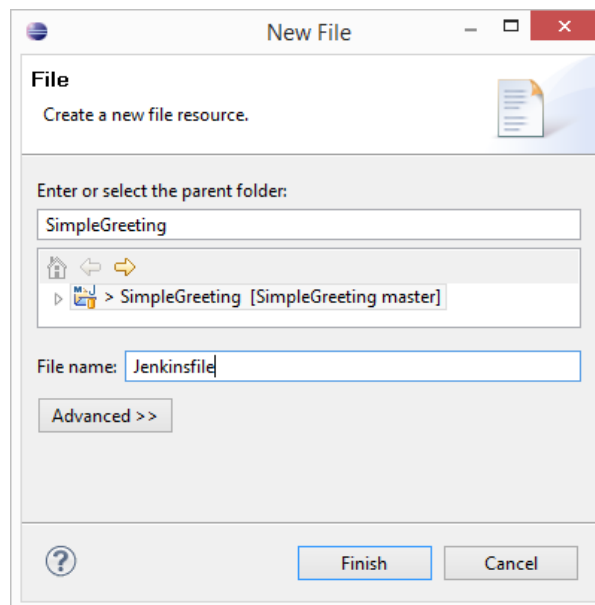 New File
File
Create a new file resource.
Enter or select the parent folder:
SimpleGreeting
> SimpleGreeting [SimpleGreeting master]
File name: Jenkinsfile
Advanced >>
?
Finish Cancel